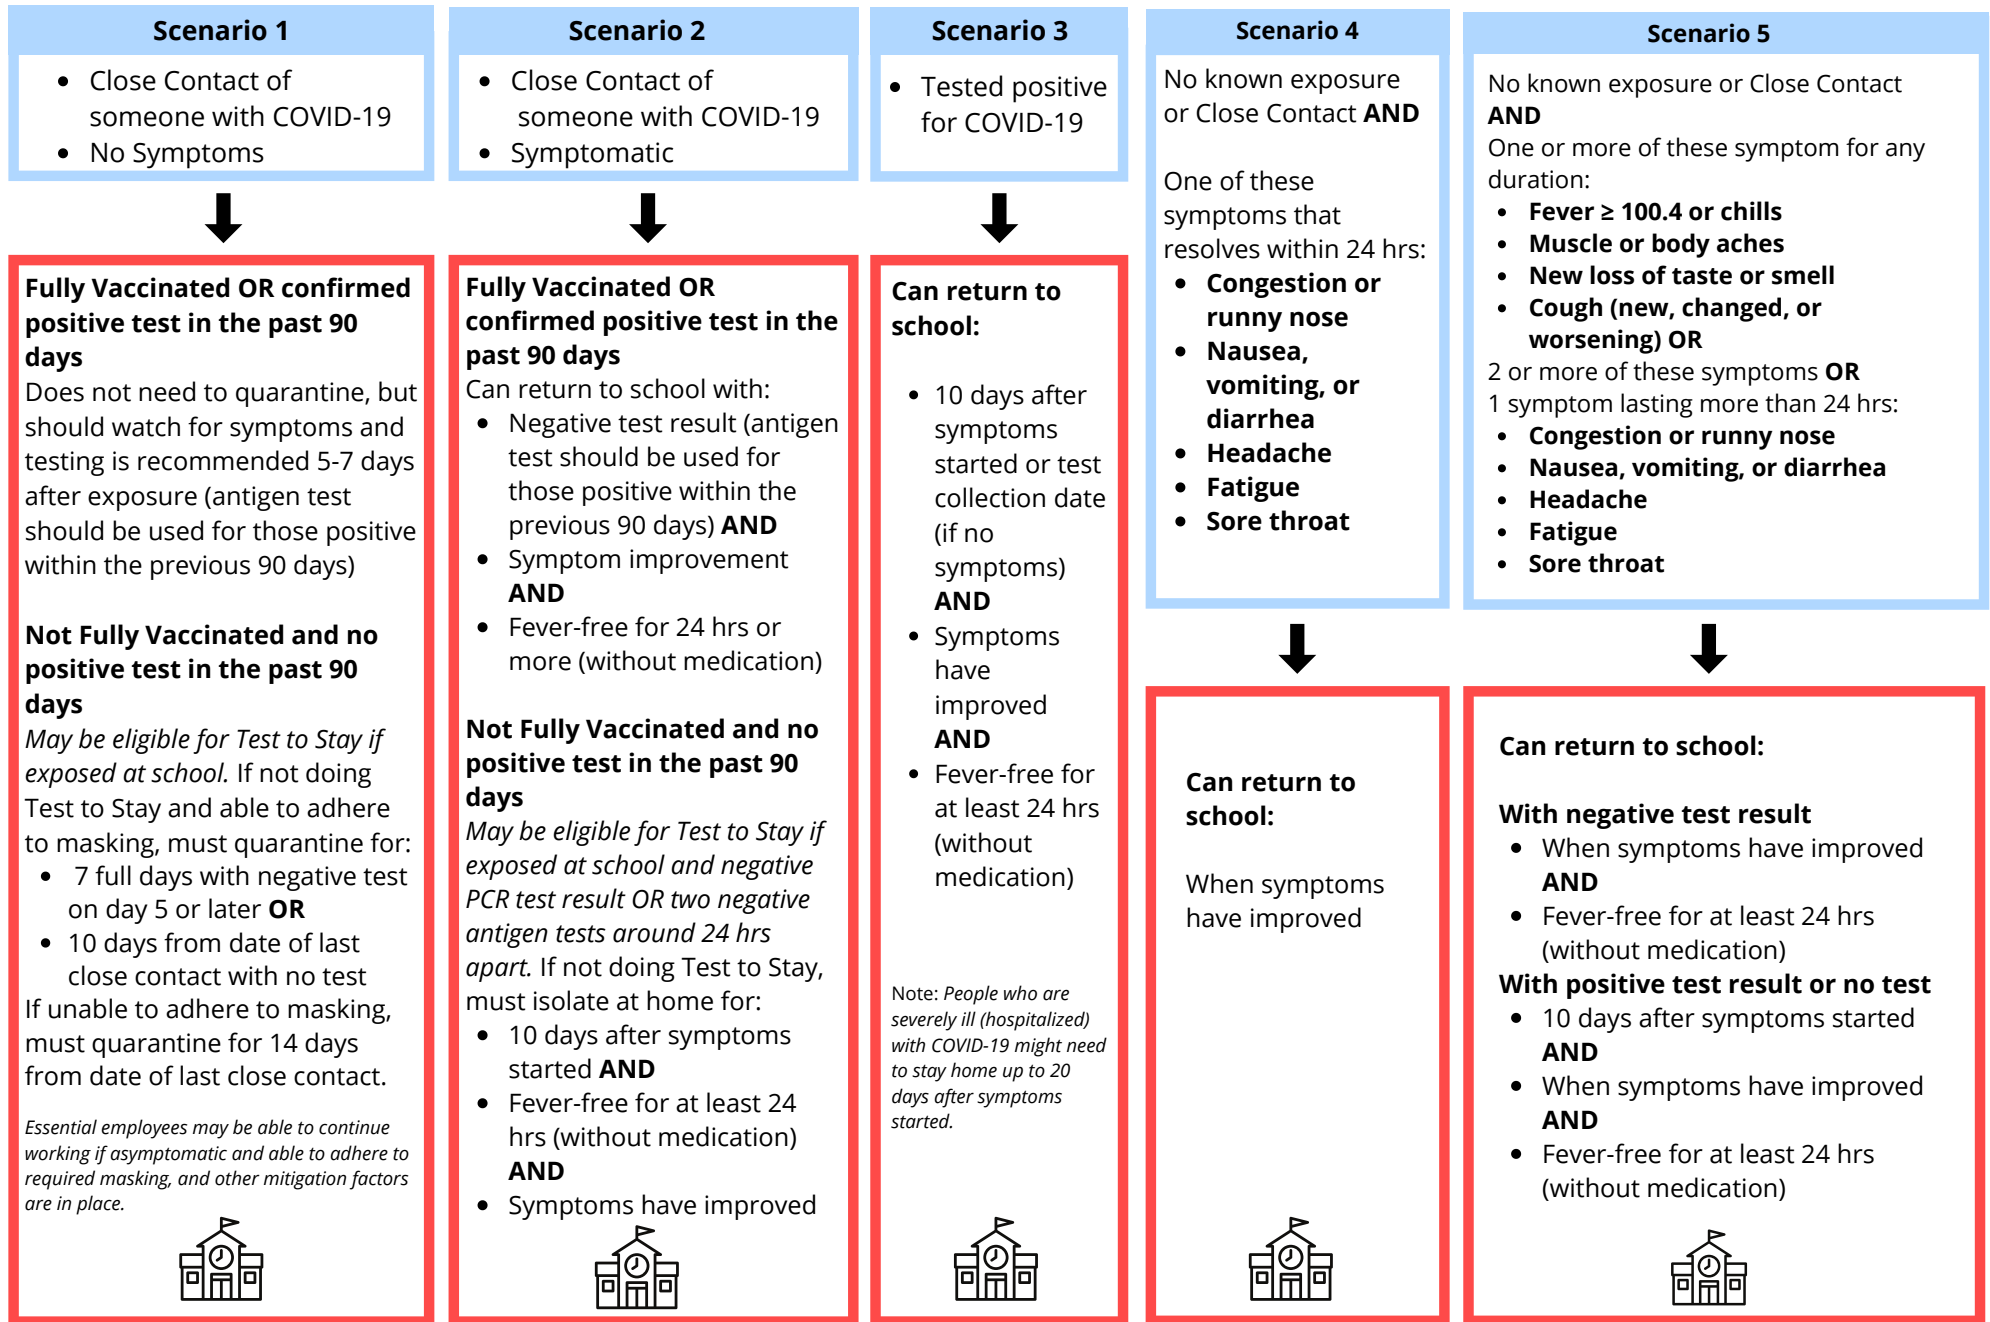 Scenario 1
• Close Contact of
someone with COVID-19
• No Symptoms
Fully Vaccinated OR confirmed
positive test in the past 90
days
Does not need to quarantine, but
should watch for symptoms and
testing is recommended 5-7 days
after exposure (antigen test
should be used for those positive
within the previous 90 days)
Not Fully Vaccinated and no
positive test in the past 90
days
May be eligible for Test to Stay if
exposed at school. If not doing
Test to Stay and able to adhere
to masking, must quarantine for:
• 7 full days with negative test
on day 5 or later OR
• 10 days from date of last
close contact with no test
If unable to adhere to masking,
must quarantine for 14 days
from date of last close contact.
Essential employees may be able to continue
working if asymptomatic and able to adhere to
required masking, and other mitigation factors
are in place.
Scenario 2
• Close Contact of
someone with COVID-19
• Symptomatic
Fully Vaccinated OR
confirmed positive test in the
past 90 days
Can return to school with:
• Negative test result (antigen
test should be used for
those positive within the
previous 90 days) AND
• Symptom improvement
AND
• Fever-free for 24 hrs or
more (without medication)
Not Fully Vaccinated and no
positive test in the past 90
days
May be eligible for Test to Stay if
exposed at school and negative
PCR test result OR two negative
antigen tests around 24 hrs
apart. If not doing Test to Stay,
must isolate at home for:
• 10 days after symptoms
started AND
• Fever-free for at least 24
hrs (without medication)
AND
• Symptoms have improved
Scenario 3
• Tested positive
for COVID-19
Can return to
school:
• 10 days after
symptoms
started or test
collection date
(if no
symptoms)
AND
• Symptoms
have
improved
AND
• Fever-free for
at least 24 hrs
(without
medication)
Note: People who are
severely ill (hospitalized)
with COVID-19 might need
to stay home up to 20
days after symptoms
started.
Scenario 4
No known exposure
or Close Contact AND
One of these
symptoms that
resolves within 24 hrs:
• Congestion or
runny nose
• Nausea,
vomiting, or
diarrhea
• Headache
• Fatigue
• Sore throat
Can return to
school:
When symptoms
have improved
Scenario 5
No known exposure or Close Contact
AND
One or more of these symptom for any
duration:
• Fever ≥ 100.4 or chills
• Muscle or body aches
• New loss of taste or smell
• Cough (new, changed, or
worsening) OR
2 or more of these symptoms OR
1 symptom lasting more than 24 hrs:
• Congestion or runny nose
• Nausea, vomiting, or diarrhea
• Headache
• Fatigue
• Sore throat
Can return to school:
With negative test result
• When symptoms have improved
AND
• Fever-free for at least 24 hrs
(without medication)
With positive test result or no test
• 10 days after symptoms started
AND
• When symptoms have improved
AND
• Fever-free for at least 24 hrs
(without medication)